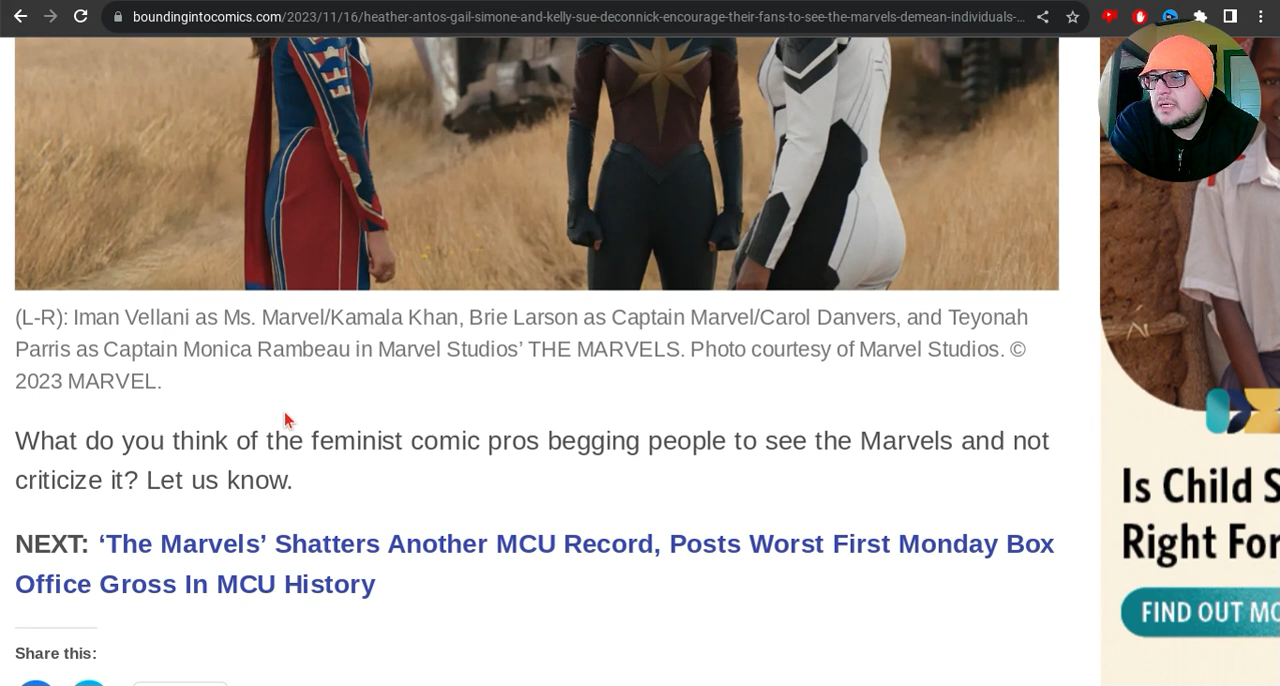 boundingintocomics.com/2023/11/16/heather-antos-gail-simone-and-kelly-sue-deconnick-encourage-their-fans-to-see-the-marvels-demean-individuals-...
(L-R): Iman Vellani as Ms. Marvel/Kamala Khan, Brie Larson as Captain Marvel/Carol Danvers, and Teyonah
Parris as Captain Monica Rambeau in Marvel Studios’ THE MARVELS. Photo courtesy of Marvel Studios. ©
2023 MARVEL.
What do you think of the feminist comic pros begging people to see the Marvels and not
criticize it? Let us know.
NEXT: ‘The Marvels’ Shatters Another MCU Record, Posts Worst First Monday Box
Office Gross In MCU History
Share this:
Is Child S
Right For
FIND OUT MO